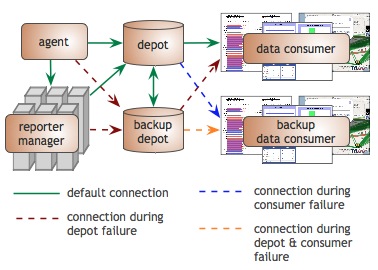 agent
depot
data consumer
reporter
manager
backup
depot
backup
data consumer
default connection
connection during
consumer failure
connection during
depot failure
connection during
depot & consumer
failure